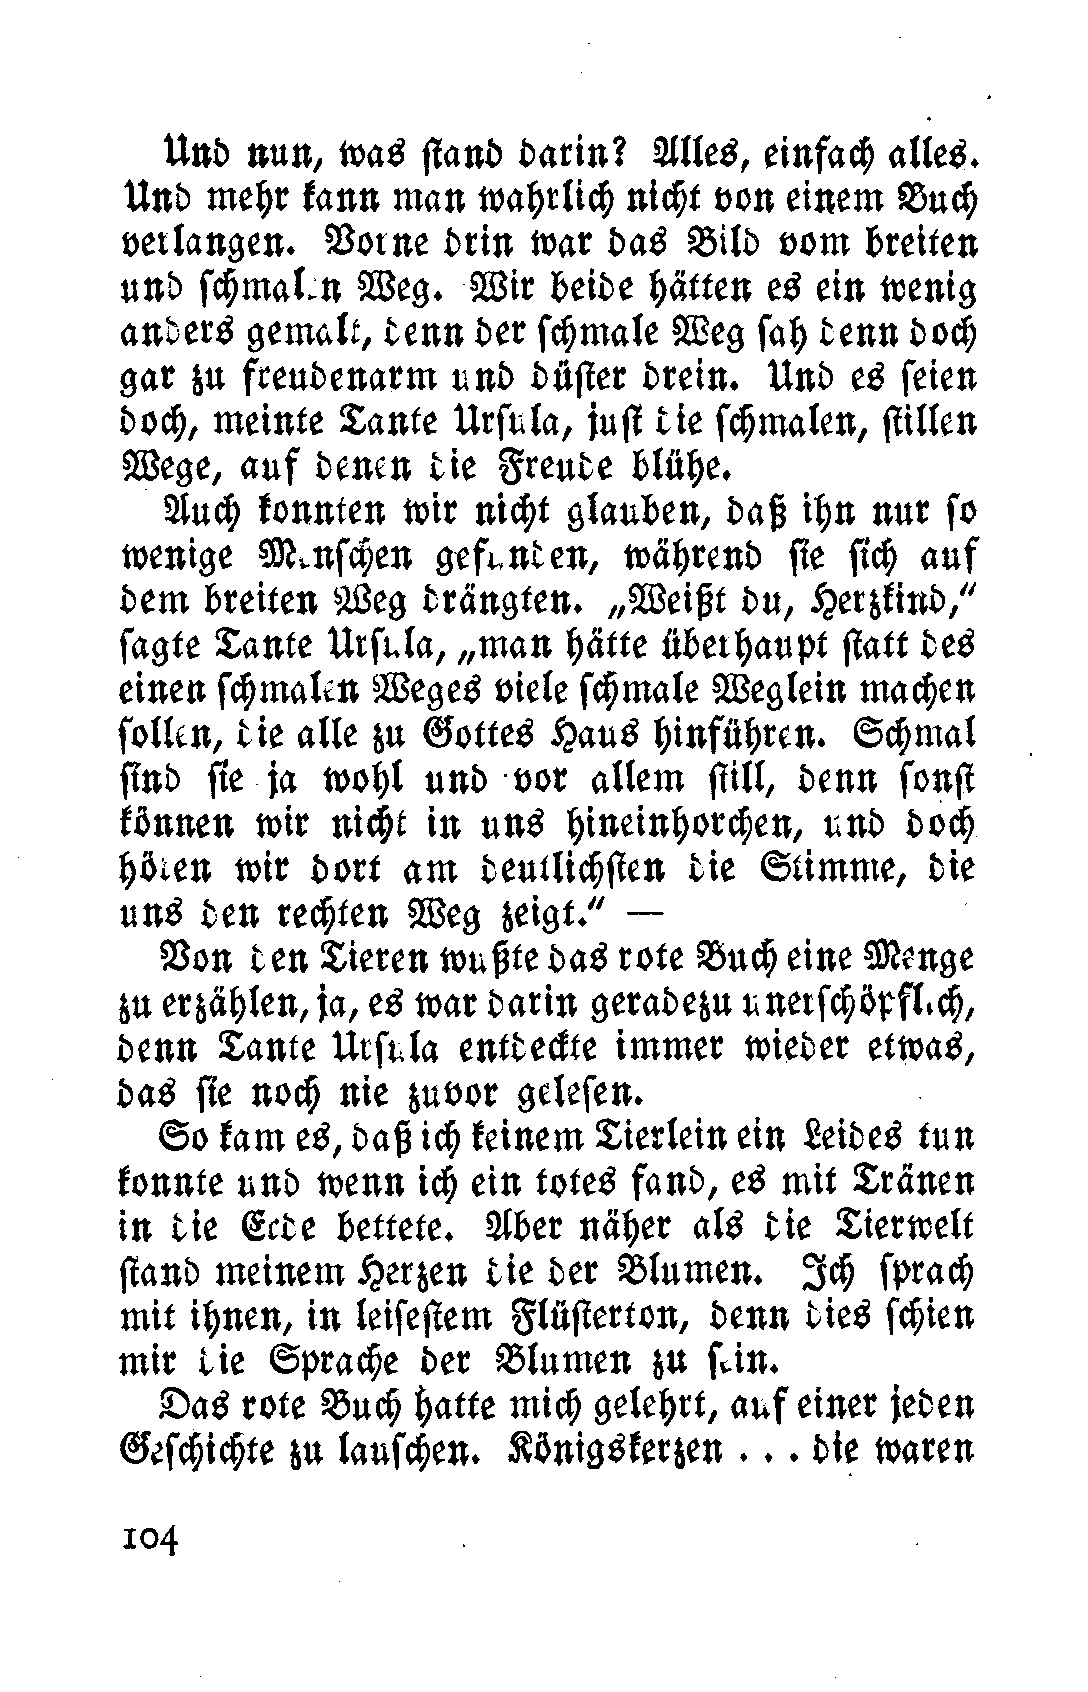 Und nun, was stand darin? Alles, einfach alles.
Und mehr kann man wahrlich nicht von einem Buch
verlangen. Vorne drin war das Bild vom breiten
und schmalen Weg. Wir beide hätten es ein wenig
anders gemalt, denn der schmale Weg sah denn doch
gar zu freudenarm und düster drein. Und es seien
doch, meinte Tante Ursula, just die schmalen, stillen
Wege, auf denen die Freude blühe.
Auch konnten wir nicht glauben, daß ihn nur so
wenige Menschen gefunden, während sie sich auf
dem breiten Weg drängten. „Weißt du, Herzkind,“
sagte Tante Ursula, „man hätte überhaupt statt des
einen schmalen Weges viele schmale Weglein machen
sollen, die alle zu Gottes Haus hinführen. Schmal
sind sie ja wohl und vor allem still, denn sonst
können wir nicht in uns hineinhorchen, und doch
hören wir dort am deutlichsten die Stimme, die
uns den rechten Weg zeigt.“ —
Von den Tieren wußte das rote Buch eine Menge
zu erzählen, ja, es war darin geradezu unerschöpflich,
denn Tante Ursula entdeckte immer wieder etwas,
das sie noch nie zuvor gelesen.
So kam es, daß ich keinem Tierlein ein Leides tun
konnte und wenn ich ein totes fand, es mit Tränen
in die Erde bettete. Aber näher als die Tierwelt
stand meinem Herzen die der Blumen. Ich sprach
mit ihnen, in leisestem Flüsterton, denn dies schien
mir die Sprache der Blumen zu sein.
Das rote Buch hatte mich gelehrt, auf einer jeden
Geschichte zu lauschen. Königskerzen . . . die waren
104